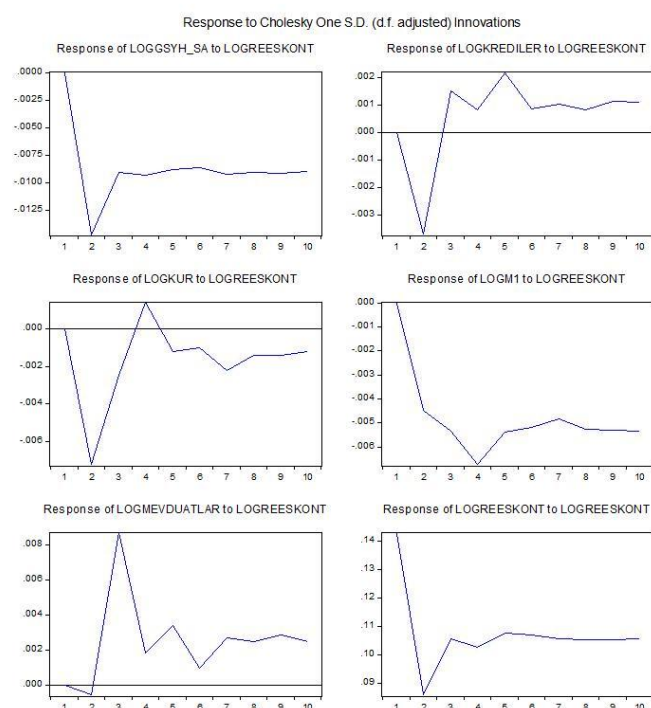 Response to Cholesky One S.D. (d.f. adjusted) Innovations
Response of LOGGSYH_SA to LOGREESKONT
.0000
-.0025
-.0050
-.0075
-.0100
-.0125
1 2 3 4 5 6 7 8 9 10
Response of LOGKREDILER to LOGREESKONT
.002
.001
.000
-.001
-.002
-.003
1 2 3 4 5 6 7 8 9 10
Response of LOGKUR to LOGREESKONT
.000
-.002
-.004
-.006
1 2 3 4 5 6 7 8 9 10
Response of LOGM1 to LOGREESKONT
.000
-.001
-.002
-.003
-.004
-.005
-.006
1 2 3 4 5 6 7 8 9 10
Response of LOGMEVDUATLAR to LOGREESKONT
.008
.006
.004
.002
.000
1 2 3 4 5 6 7 8 9 10
Response of LOGREESKONT to LOGREESKONT
.14
.13
.12
.11
.10
.09
1 2 3 4 5 6 7 8 9 10